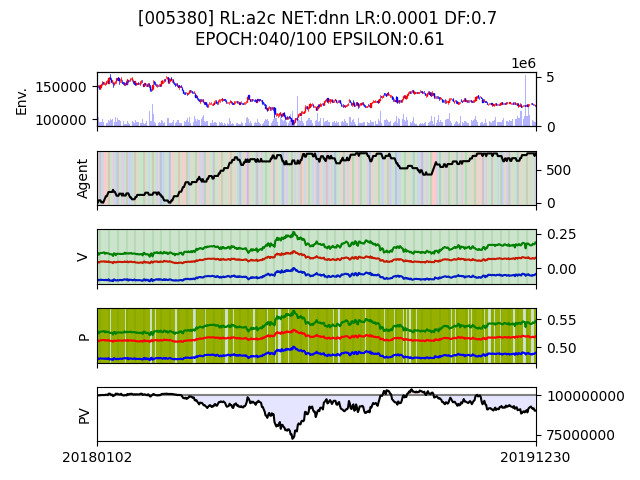 [005380] RL:a2c NET:dnn LR:0.0001 DF:0.7
EPOCH:040/100 EPSILON:0.61
1e6
Env.
150000
100000
5
0
Agent
500
0
V
0.25
0.00
P
0.55
0.50
PV
100000000
75000000
20180102
20191230